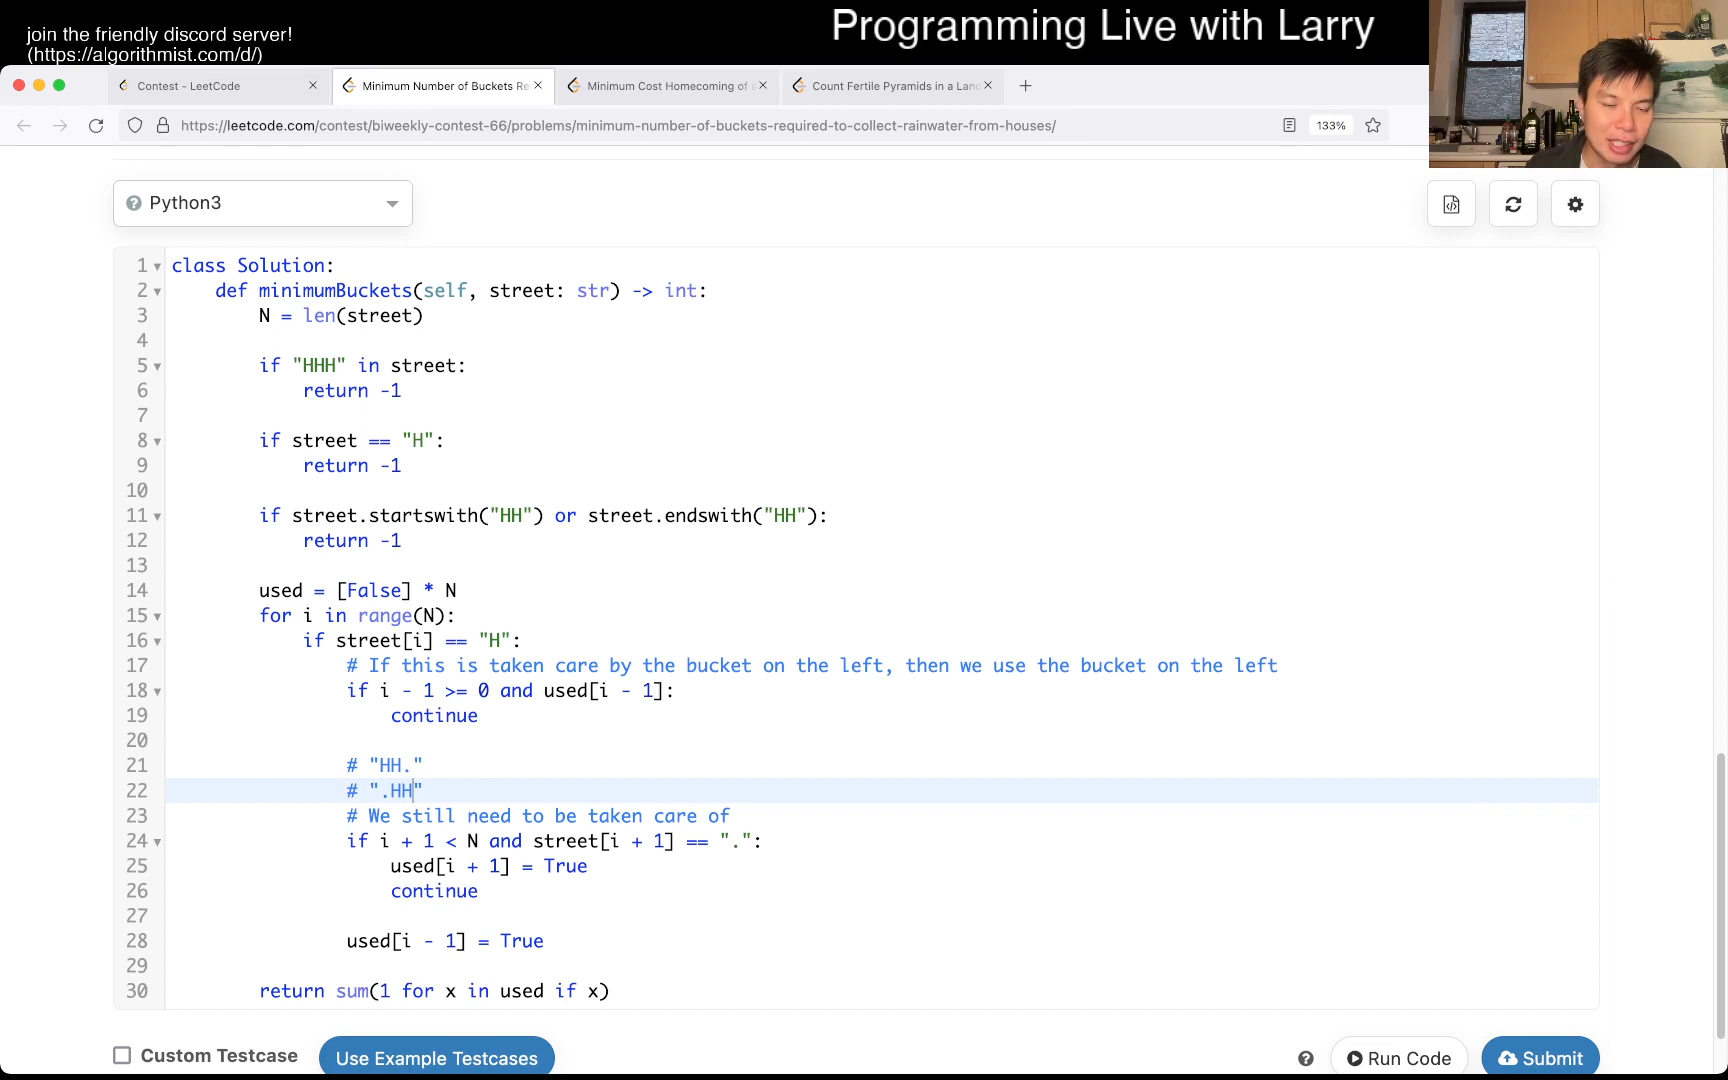 join the friendly discord server!
(https://algorithmist.com/d/)
Programming Live with Larry
Contest - LeetCode
Minimum Number of Buckets Re
Minimum Cost Homecoming of a
Count Fertile Pyramids in a Land
https://leetcode.com/contest/biweekly-contest-66/problems/minimum-number-of-buckets-required-to-collect-rainwater-from-houses/
133%
Python3
1 class Solution:
2     def minimumBuckets(self, street: str) -> int:
3         N = len(street)
4
5         if "HHH" in street:
6             return -1
7
8         if street == "H":
9             return -1
10
11         if street.startswith("HH") or street.endswith("HH"):
12             return -1
13
14         used = [False] * N
15         for i in range(N):
16             if street[i] == "H":
17                 # If this is taken care by the bucket on the left, then we use the bucket on the left
18                 if i - 1 >= 0 and used[i - 1]:
19                     continue
20
21                 # "HH."
22                 # ".HH"
23                 # We still need to be taken care of
24                 if i + 1 < N and street[i + 1] == ".":
25                     used[i + 1] = True
26                     continue
27
28                 used[i - 1] = True
29
30         return sum(1 for x in used if x)
Custom Testcase
Use Example Testcases
Run Code
Submit